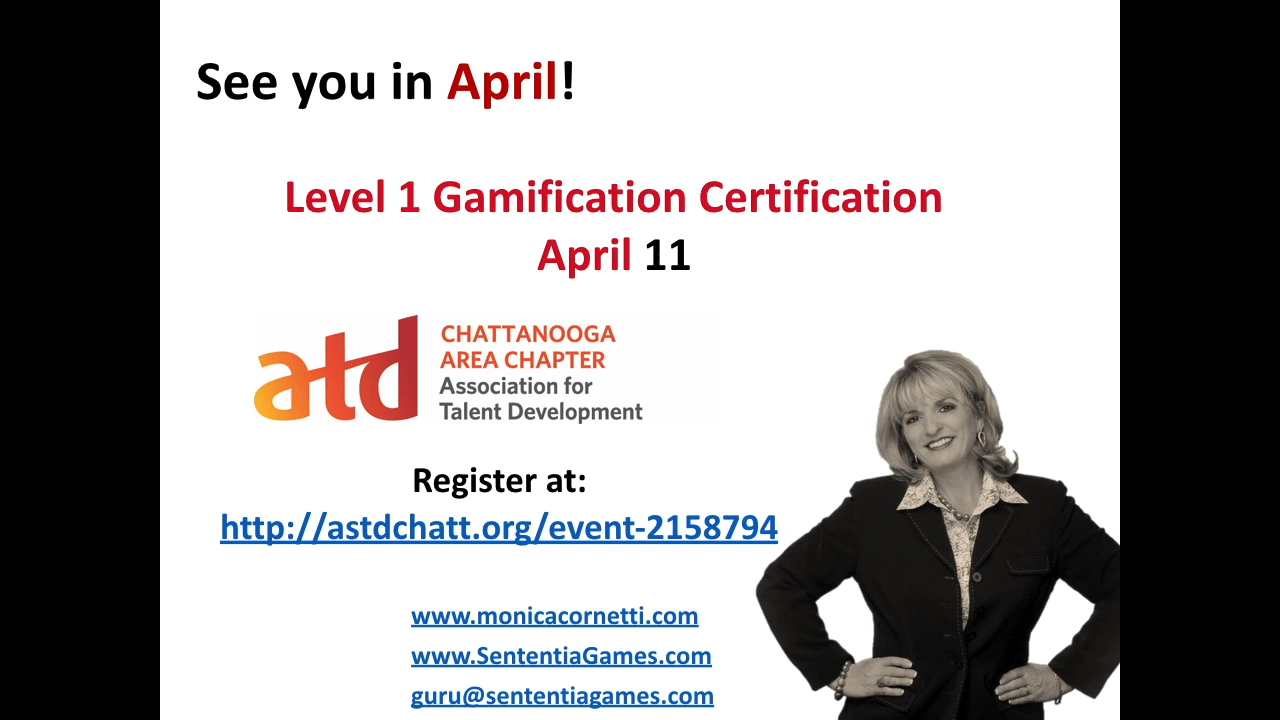 See you in April!
Level 1 Gamification Certification
April 11
atd
CHATTANOOGA
AREA CHAPTER
Association for
Talent Development
Register at:
http://astdchatt.org/event-2158794
www.monicacornetti.com
www.SententiaGames.com
guru@sententiagames.com